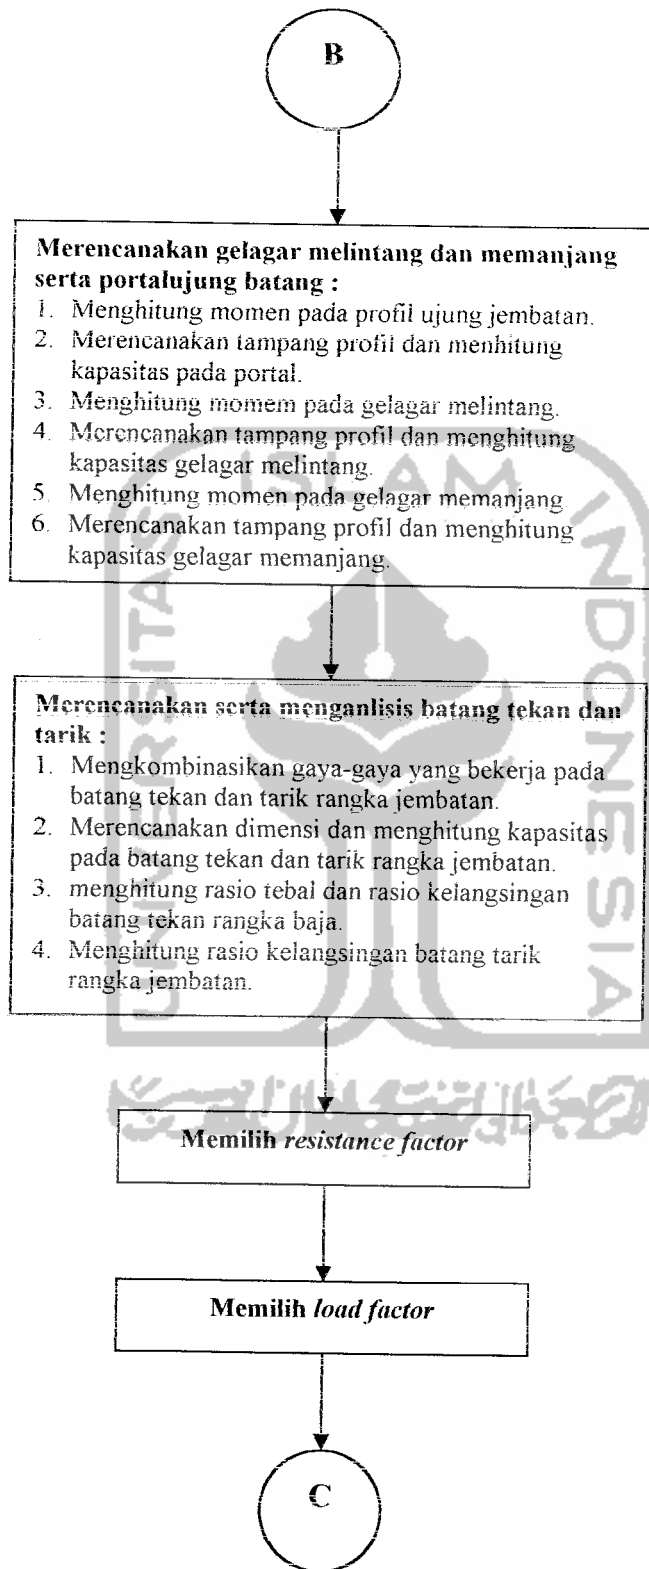 B
Merencanakan gelagar melintang dan memanjang
serta portalujung batang :
1. Menghitung momen pada profil ujung jembatan.
2. Merencanakan tampang profil dan menhitung
kapasitas pada portal.
3. Menghitung momem pada gelagar melintang.
4. Merencanakan tampang profil dan menghitung
kapasitas gelagar melintang.
5. Menghitung momen pada gelagar memanjang
6. Merencanakan tampang profil dan menghitung
kapasitas gelagar memanjang.
Merencanakan serta menganlisis batang tekan dan
tarik :
1. Mengkombinasikan gaya-gaya yang bekerja pada
batang tekan dan tarik rangka jembatan.
2. Merencanakan dimensi dan menghitung kapasitas
pada batang tekan dan tarik rangka jembatan.
3. menghitung rasio tebal dan rasio kelangsingan
batang tekan rangka baja.
4. Menghitung rasio kelangsingan batang tarik
rangka jembatan.
Memilih resistance factor
Memilih load factor
C
UNIVERSITAS
ISLAM
INDONESIA